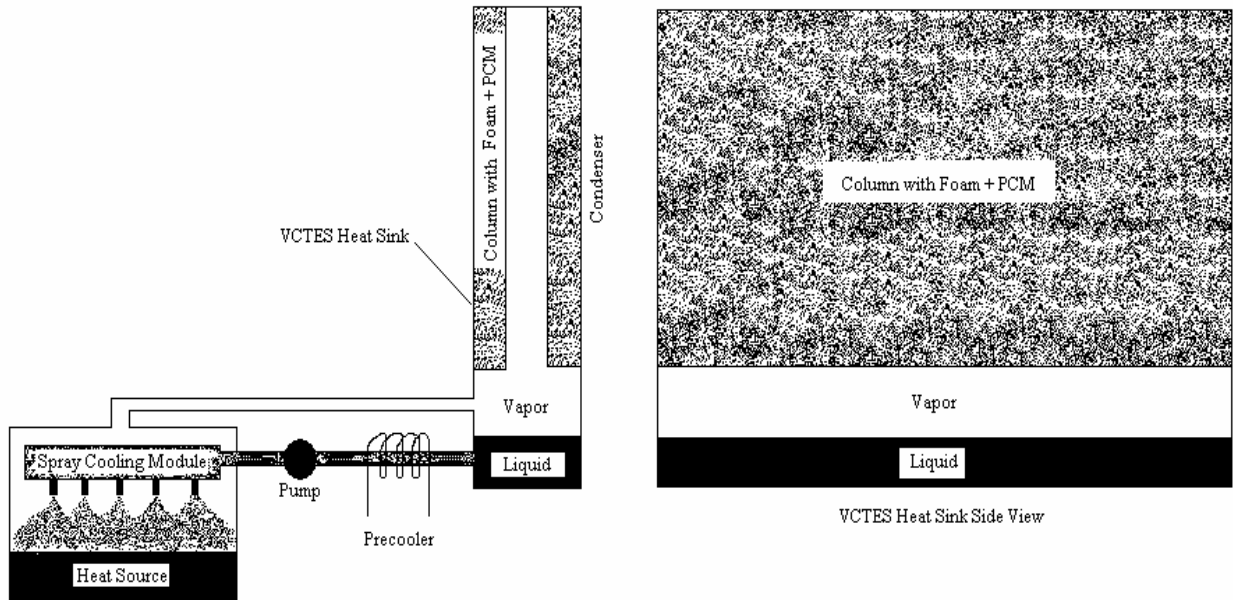 Column with Foam + PCM
Condenser
VCTES Heat Sink
Vapor
Liquid
Spray Cooling Module
Pump
Precooler
Heat Source
Column with Foam + PCM
Vapor
Liquid
VCTES Heat Sink Side View